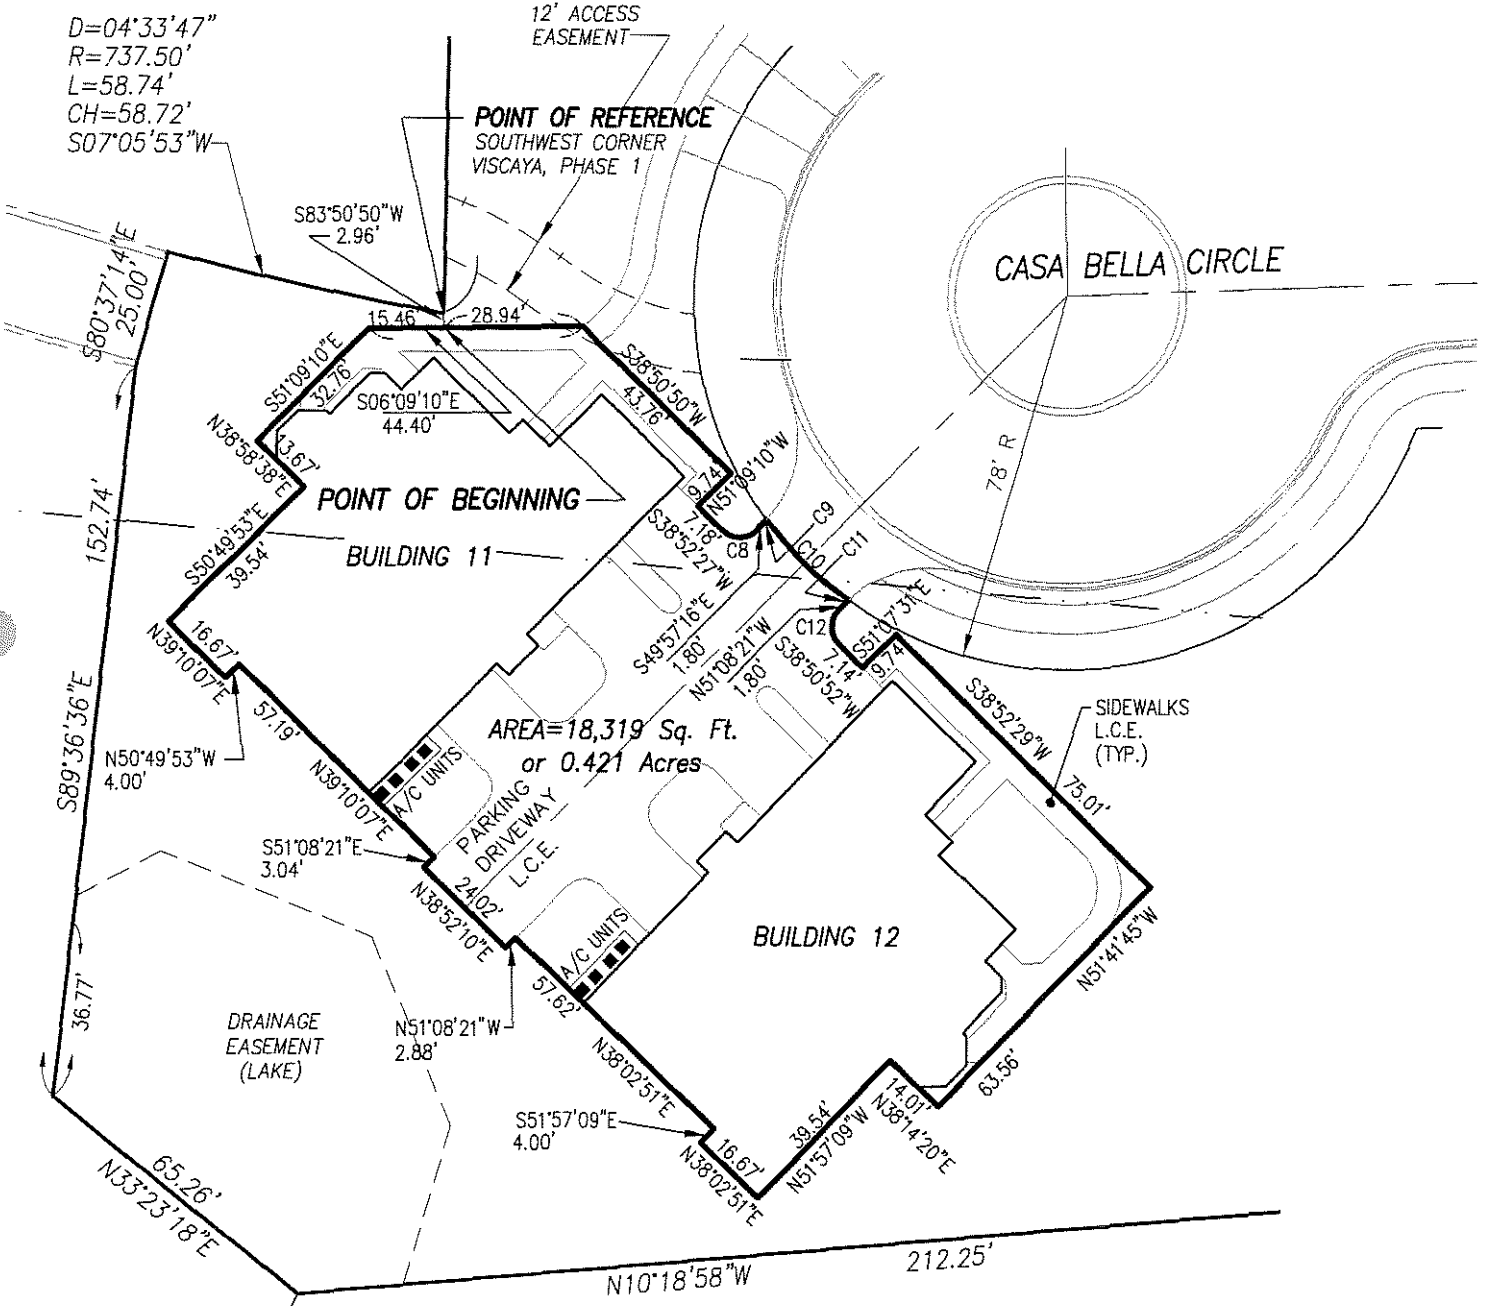 D=04°33'47"
R=737.50'
L=58.74'
CH=58.72'
S07°05'53"W
12' ACCESS
EASEMENT
POINT OF REFERENCE
SOUTHWEST CORNER
VISCAYA, PHASE 1
S83°50'50"W
2.96'
S80°37'14"E
25.00'
CASA BELLA CIRCLE
15.46'
28.94'
S51°09'10"E
32.76'
S06°09'10"E
44.40'
S38°50'50"W
43.76'
N38°58'38"E
13.67'
POINT OF BEGINNING
9.74'
N51°09'10"W
78' R
152.74'
S50°49'53"E
39.54'
BUILDING 11
7.18'
S38°52'27"W
C8
C9
C10
C11
C12
S49°57'16"E
1.80'
N51°08'21"W
1.80'
S38°50'52"W
7.14'
S51°07'31"E
9.74'
16.67'
N39°10'07"E
57.19'
N50°49'53"W
4.00'
S89°36'36"E
N39°10'07"E
AREA=18,319 Sq. Ft.
or 0.421 Acres
S38°52'29"W
75.01'
SIDEWALKS
L.C.E.
(TYP.)
A/C UNITS
PARKING
DRIVEWAY
L.C.E.
S51°08'21"E
3.04'
24.02'
N38°52'10"E
A/C UNITS
BUILDING 12
N51°41'45"W
63.56'
36.77'
DRAINAGE
EASEMENT
(LAKE)
N51°08'21"W
2.88'
57.62'
N38°02'51"E
S51°57'09"E
4.00'
16.67'
N38°02'51"E
39.54'
N51°57'09"W
14.01'
N38°14'20"E
65.26'
N33°23'18"E
N10°18'58"W
212.25'